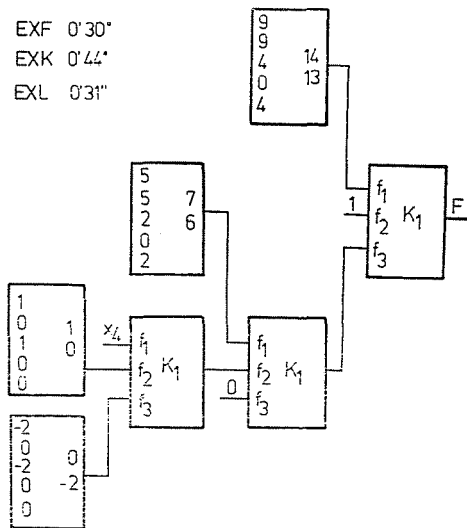 EXF 0'30"
EXK 0'44"
EXL 0'31"
9
9
4 14
0 13
4
f1
1 f2 K1 F
f3
5
5 7
2 6
0
2
1
0 1
1 0
0
0
x4 f1
f2 K1
f3
f1
f2 K1
0 f3
-2
0 0
-2 -2
0
0